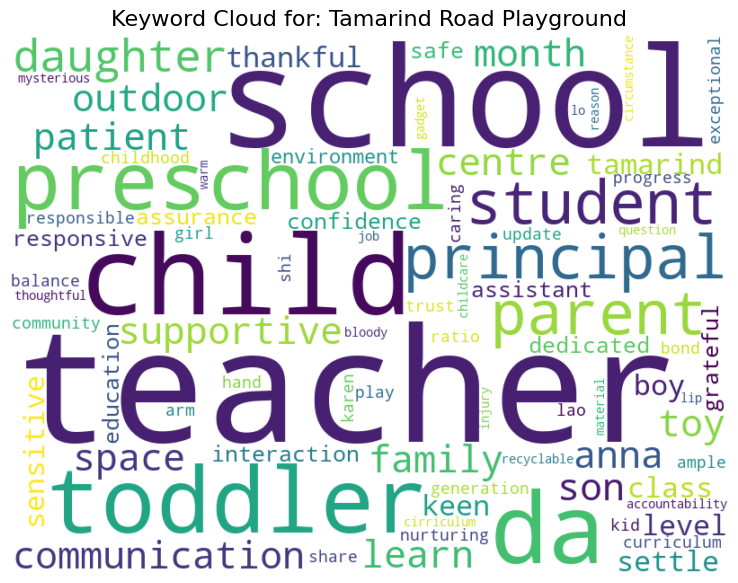 Keyword Cloud for: Tamarind Road Playground
daughter
thankful
safe
month
school
mysterious
outdoor
gadget
lo
reason
circumstance
exceptional
patient
childhood
environment
warm
preschool
centre
tamarind
progress
responsible
assurance
confidence
caring
student
responsive
girl
job
update
question
child
shi
principal
balance
thoughtful
childcare
assistant
community
supportive
bloody
trust
ratio
parent
dedicated
bond
grateful
teacher
education
arm
hand
karen
play
injury
lao
material
boy
lip
toy
sensitive
space
interaction
family
recyclable
anna
ample
toddler
generation
keen
cirriculum
nurturing
da
son
class
accountability
kid
level
communication
share
learn
curriculum
settle